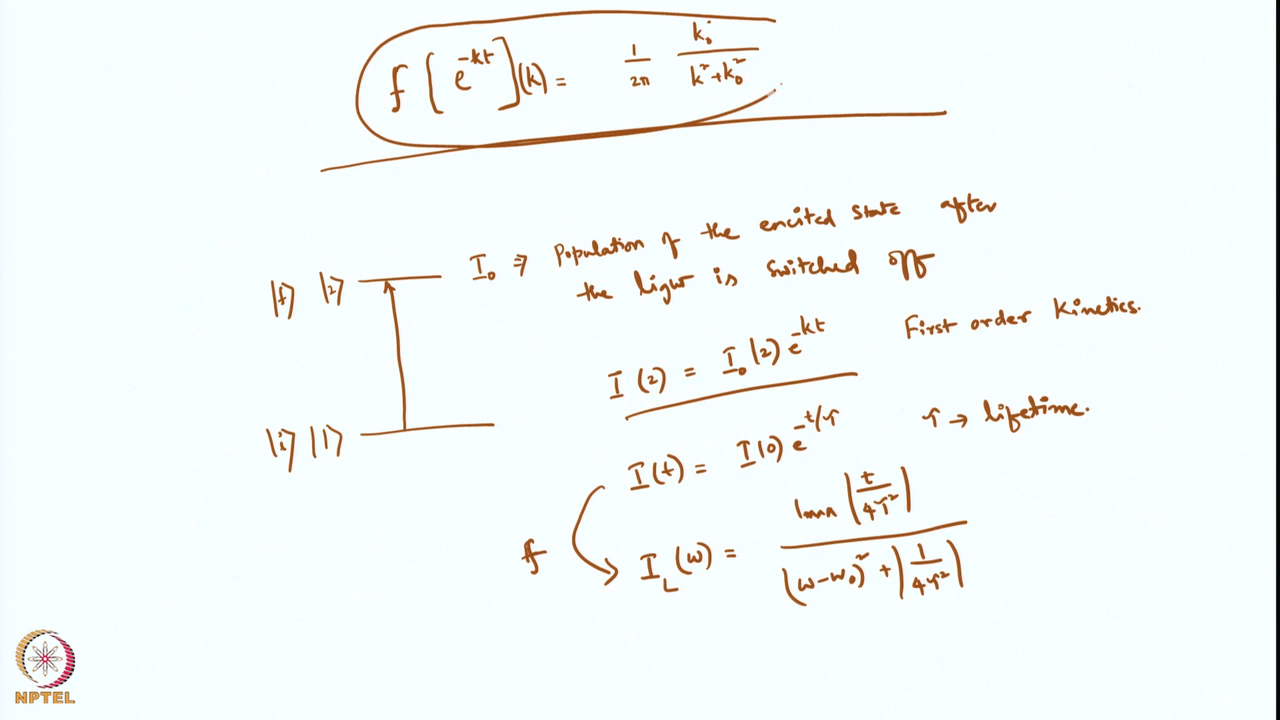 f [e^{-kt}](k) = 1/2π k₀/(k²+k₀²)
|f⟩ |2⟩ I₀ ⇒ Population of the excited state after
the light is switched off
First order kinetics.
I(2) = I₀(2) e^{-kt}
|i⟩ |1⟩
I(t) = I(0) e^{-t/τ} τ → lifetime.
f I_L(ω) = (t/4τ²) / (ω-ω₀)² + (1/4τ²)
NPTEL